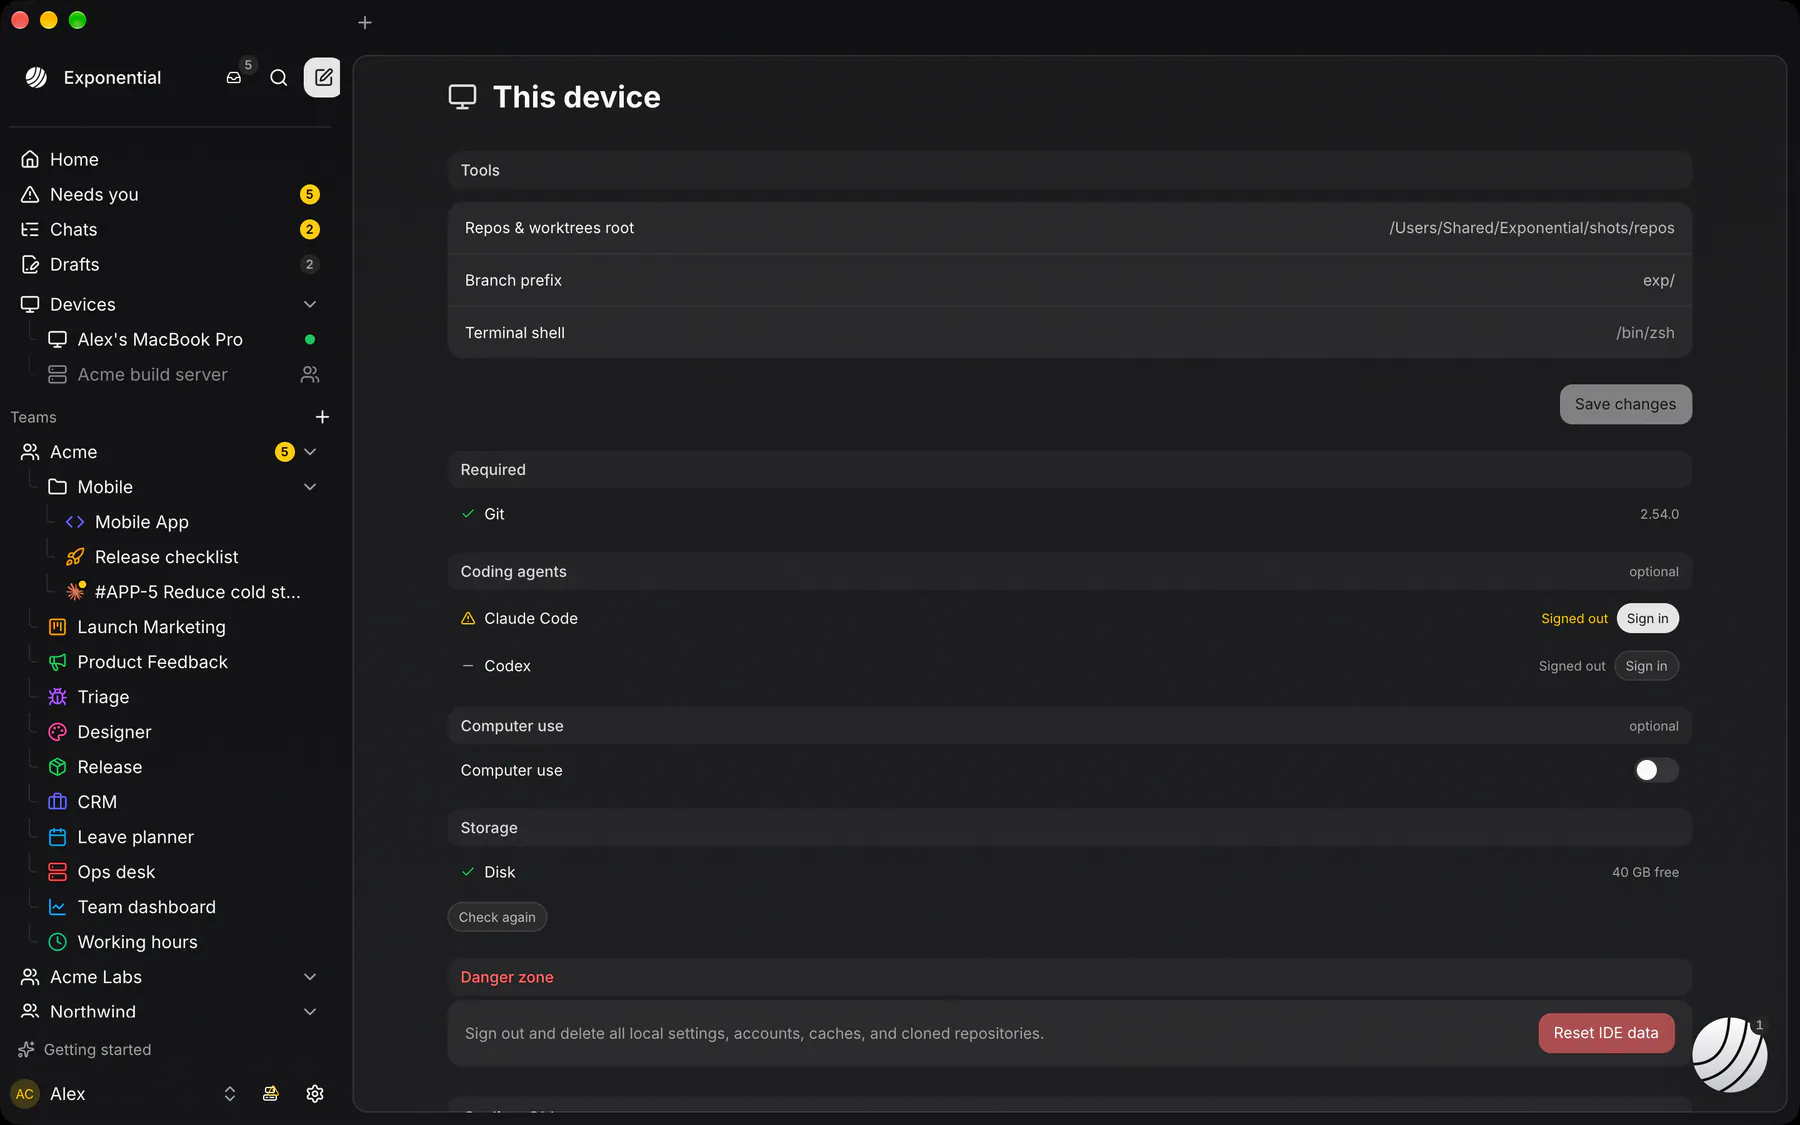 Exponential
5
Home
Needs you
5
Chats
2
Drafts
2
Devices
Alex's MacBook Pro
Acme build server
Teams
Acme
5
Mobile
Mobile App
Release checklist
#APP-5 Reduce cold st...
Launch Marketing
Product Feedback
Triage
Designer
Release
CRM
Leave planner
Ops desk
Team dashboard
Working hours
Acme Labs
Northwind
Getting started
AC
Alex
This device
Tools
Repos & worktrees root
/Users/Shared/Exponential/shots/repos
Branch prefix
exp/
Terminal shell
/bin/zsh
Save changes
Required
Git
2.54.0
Coding agents
optional
Claude Code
Signed out
Sign in
Codex
Signed out
Sign in
Computer use
optional
Computer use
Storage
Disk
40 GB free
Check again
Danger zone
Sign out and delete all local settings, accounts, caches, and cloned repositories.
Reset IDE data
1